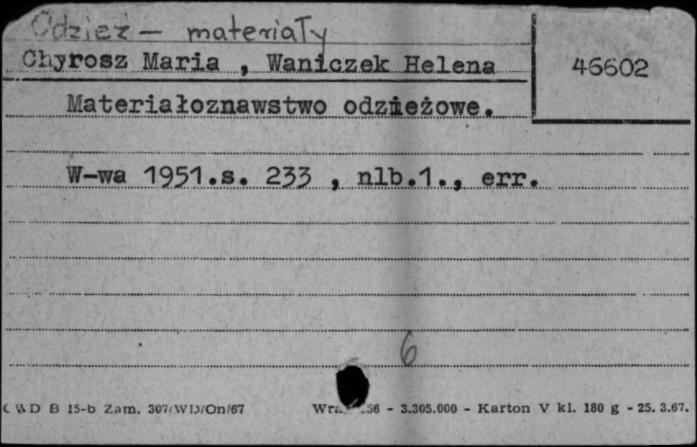 Odzież - materiały
Chyrosz Maria , Waniczek Helena
46602
Materiałoznawstwo odzieżowe.
W-wa 1951.s. 233 , nlb.1., err.
6
CWD B 15-b Zam. 307/WD/On/67 56 - 3.305.000 - Karton V kl. 180 g - 25. 3.67.